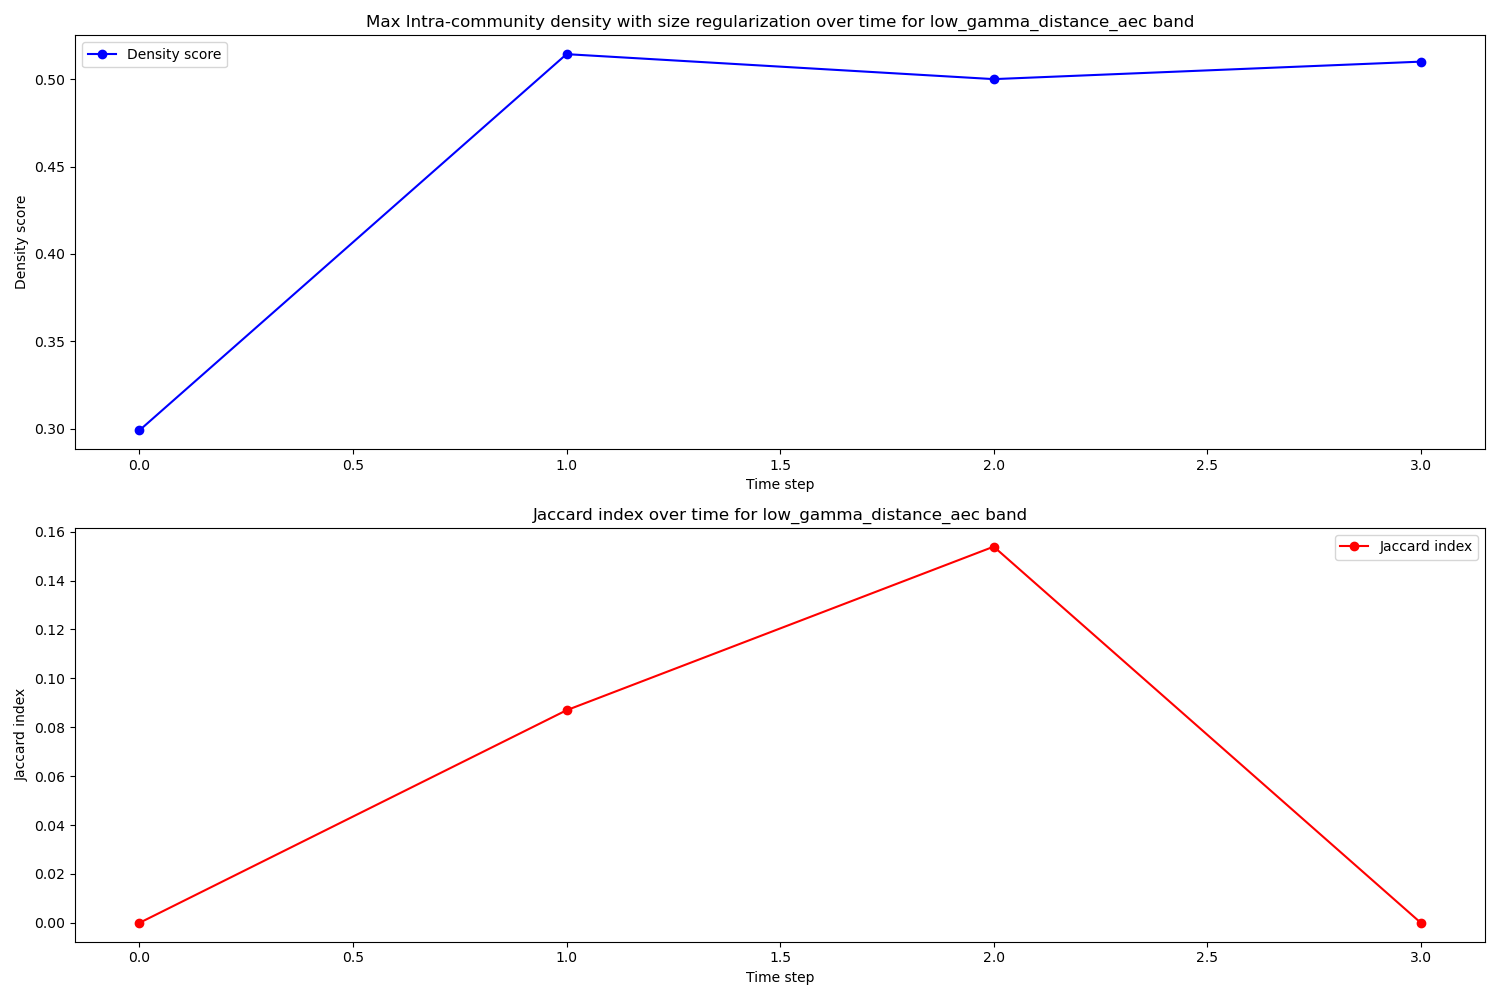 Max Intra-community density with size regularization over time for low_gamma_distance_aec band
Density score
0.50
0.45
0.40
0.35
0.30
Density score
0.0 0.5 1.0 1.5 2.0 2.5 3.0
Time step
Jaccard index over time for low_gamma_distance_aec band
Jaccard index
0.16
0.14
0.12
0.10
0.08
0.06
0.04
0.02
0.00
Jaccard index
0.0 0.5 1.0 1.5 2.0 2.5 3.0
Time step